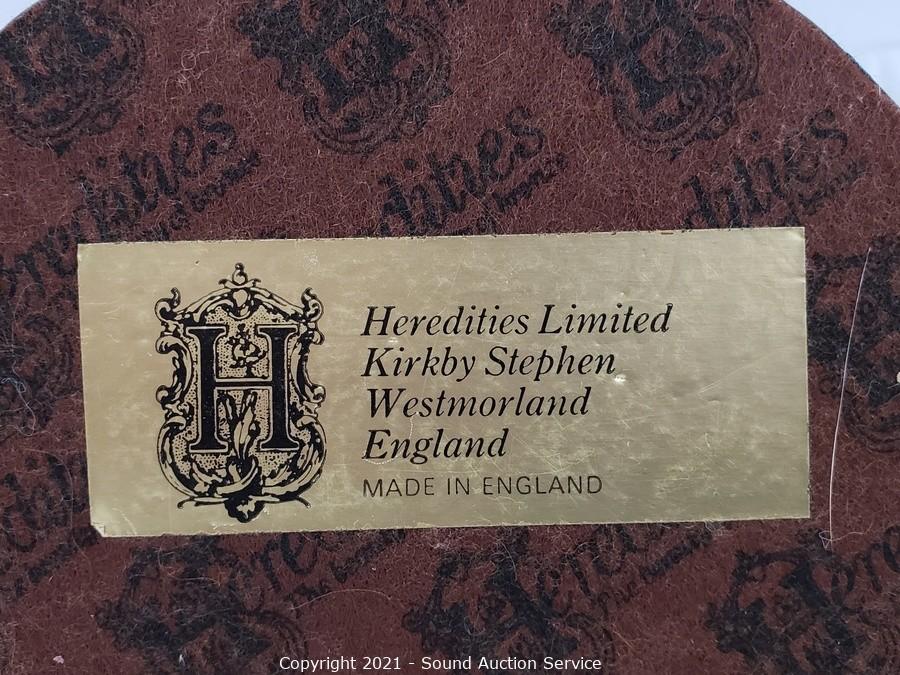 H
Heredities Limited
Kirkby Stephen
Westmorland
England
MADE IN ENGLAND
Copyright 2021 - Sound Auction Service